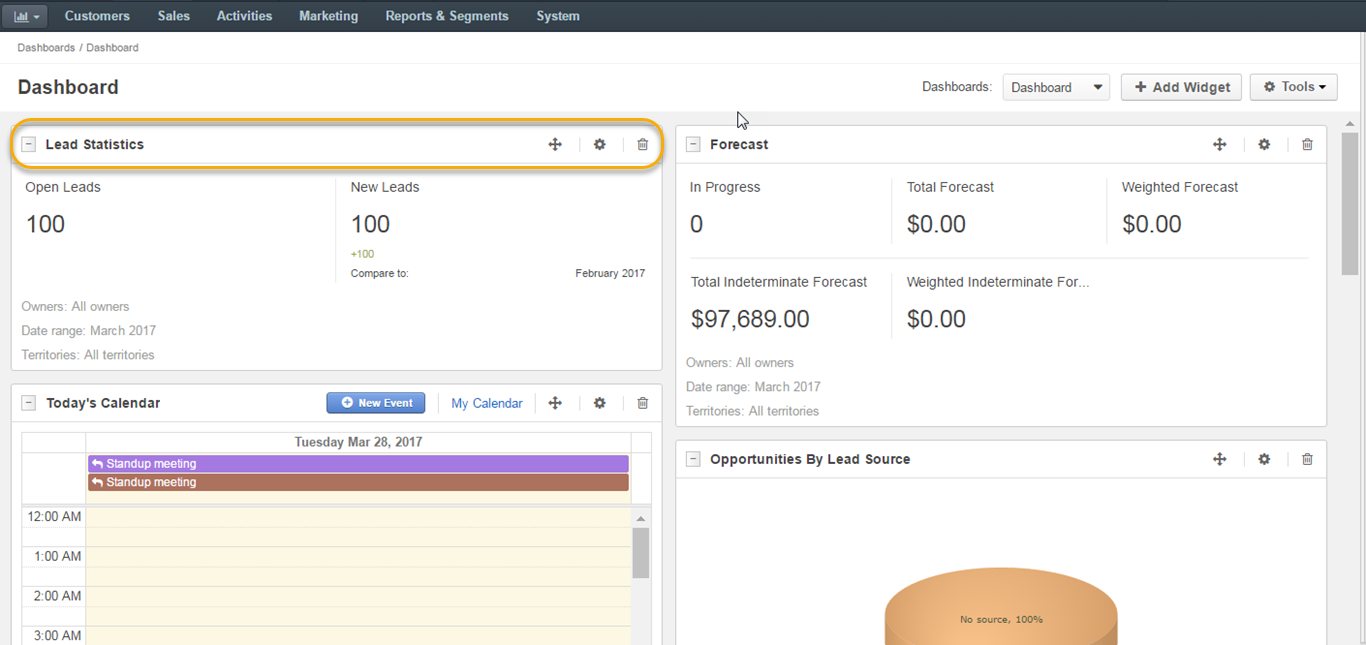 Customers Sales Activities Marketing Reports & Segments System
Dashboards / Dashboard
Dashboard
Dashboards: Dashboard Add Widget Tools
Lead Statistics
Open Leads New Leads
100 100
+100
Compare to: February 2017
Owners: All owners
Date range: March 2017
Territories: All territories
Forecast
In Progress Total Forecast Weighted Forecast
0 $0.00 $0.00
Total Indeterminate Forecast Weighted Indeterminate For...
$97,689.00 $0.00
Owners: All owners
Date range: March 2017
Territories: All territories
Today's Calendar New Event My Calendar
Tuesday Mar 28, 2017
Standup meeting
Standup meeting
12:00 AM
1:00 AM
2:00 AM
3:00 AM
Opportunities By Lead Source
No source, 100%